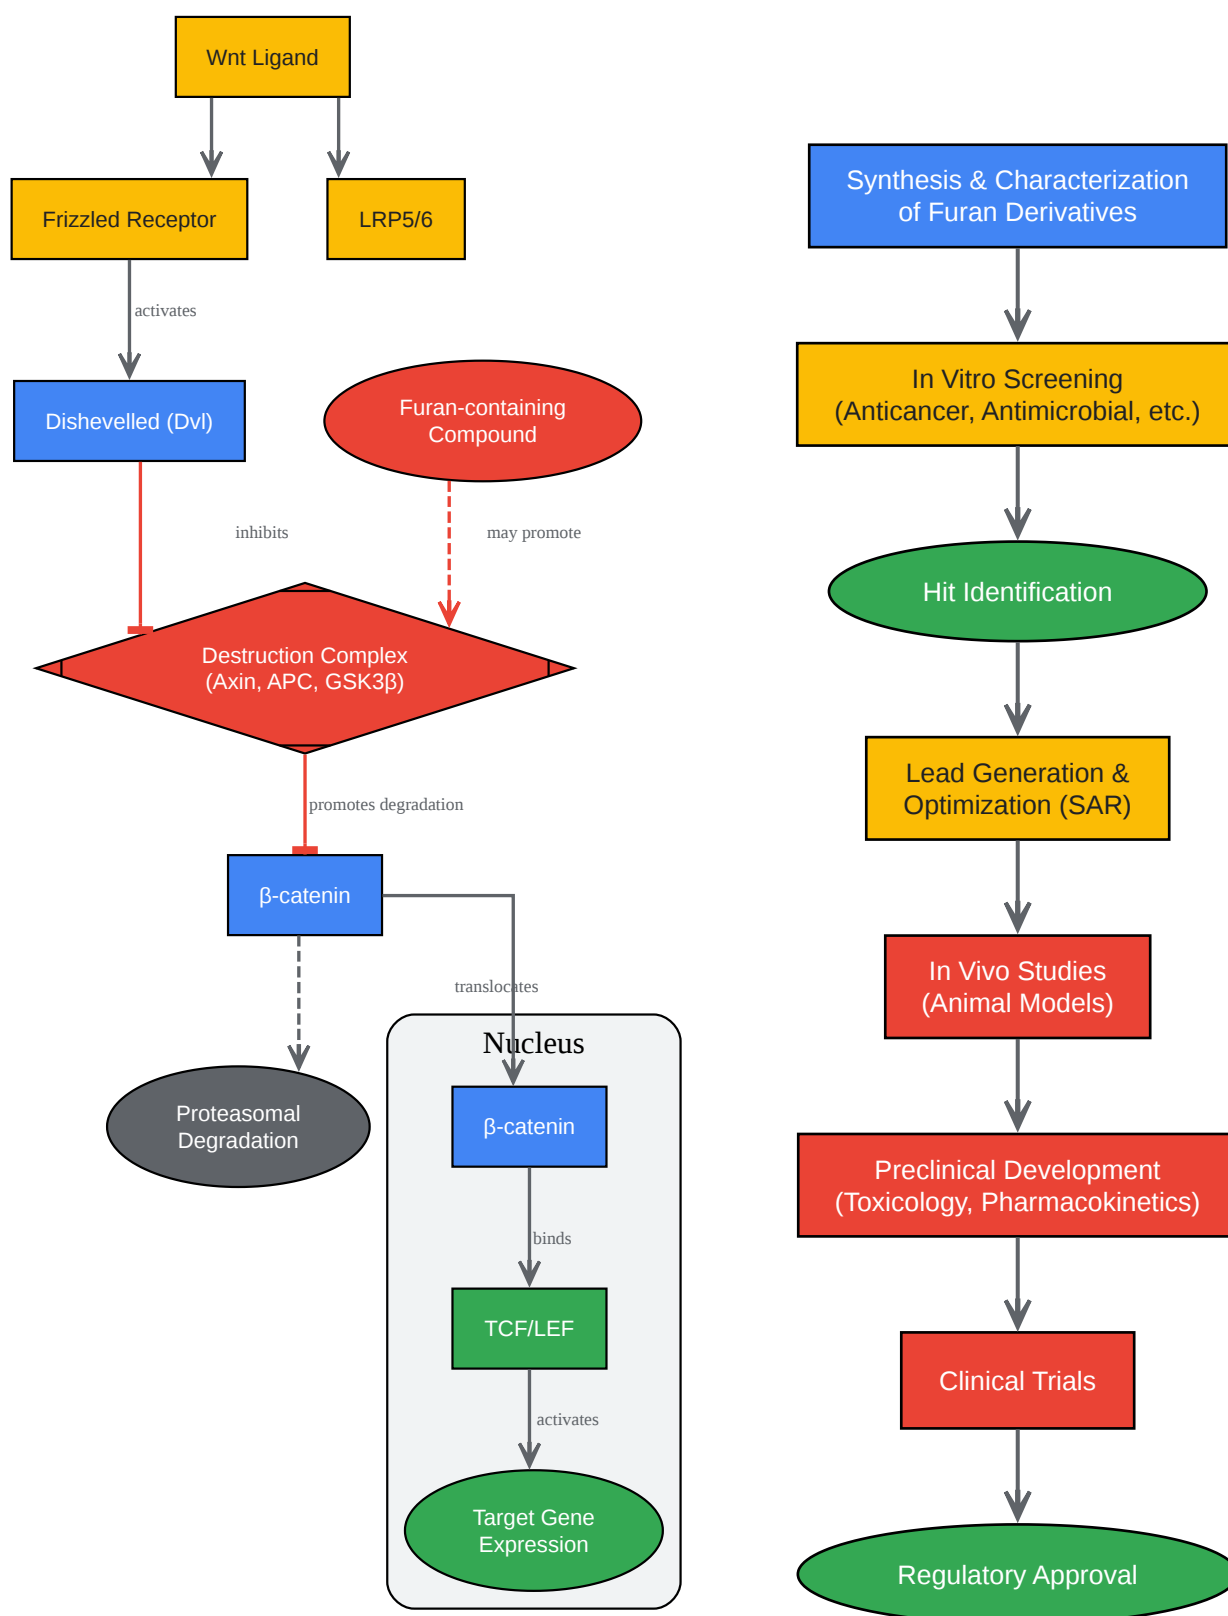 Wnt Ligand
Frizzled Receptor
LRP5/6
activates
Dishevelled (Dvl)
Furan-containing
Compound
inhibits
may promote
Destruction Complex
(Axin, APC, GSK3β)
promotes degradation
β-catenin
translocates
Nucleus
Proteasomal
Degradation
β-catenin
binds
TCF/LEF
activates
Target Gene
Expression
Synthesis & Characterization
of Furan Derivatives
In Vitro Screening
(Anticancer, Antimicrobial, etc.)
Hit Identification
Lead Generation &
Optimization (SAR)
In Vivo Studies
(Animal Models)
Preclinical Development
(Toxicology, Pharmacokinetics)
Clinical Trials
Regulatory Approval